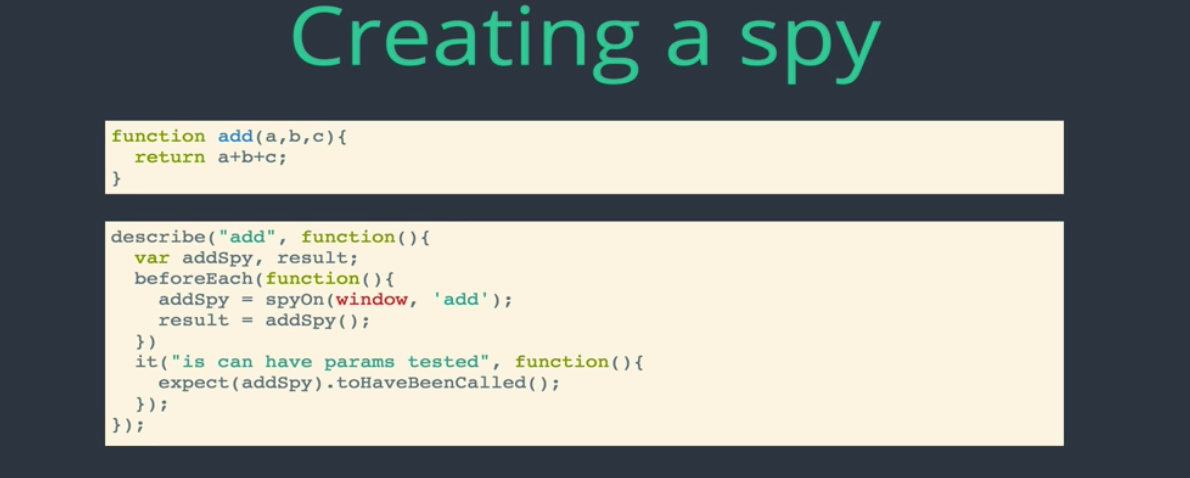 Creating a spy
function add(a,b,c){
  return a+b+c;
}
describe("add", function(){
  var addSpy, result;
  beforeEach(function(){
    addSpy = spyOn(window, 'add');
    result = addSpy();
  })
  it("is can have params tested", function(){
    expect(addSpy).toHaveBeenCalled();
  });
});